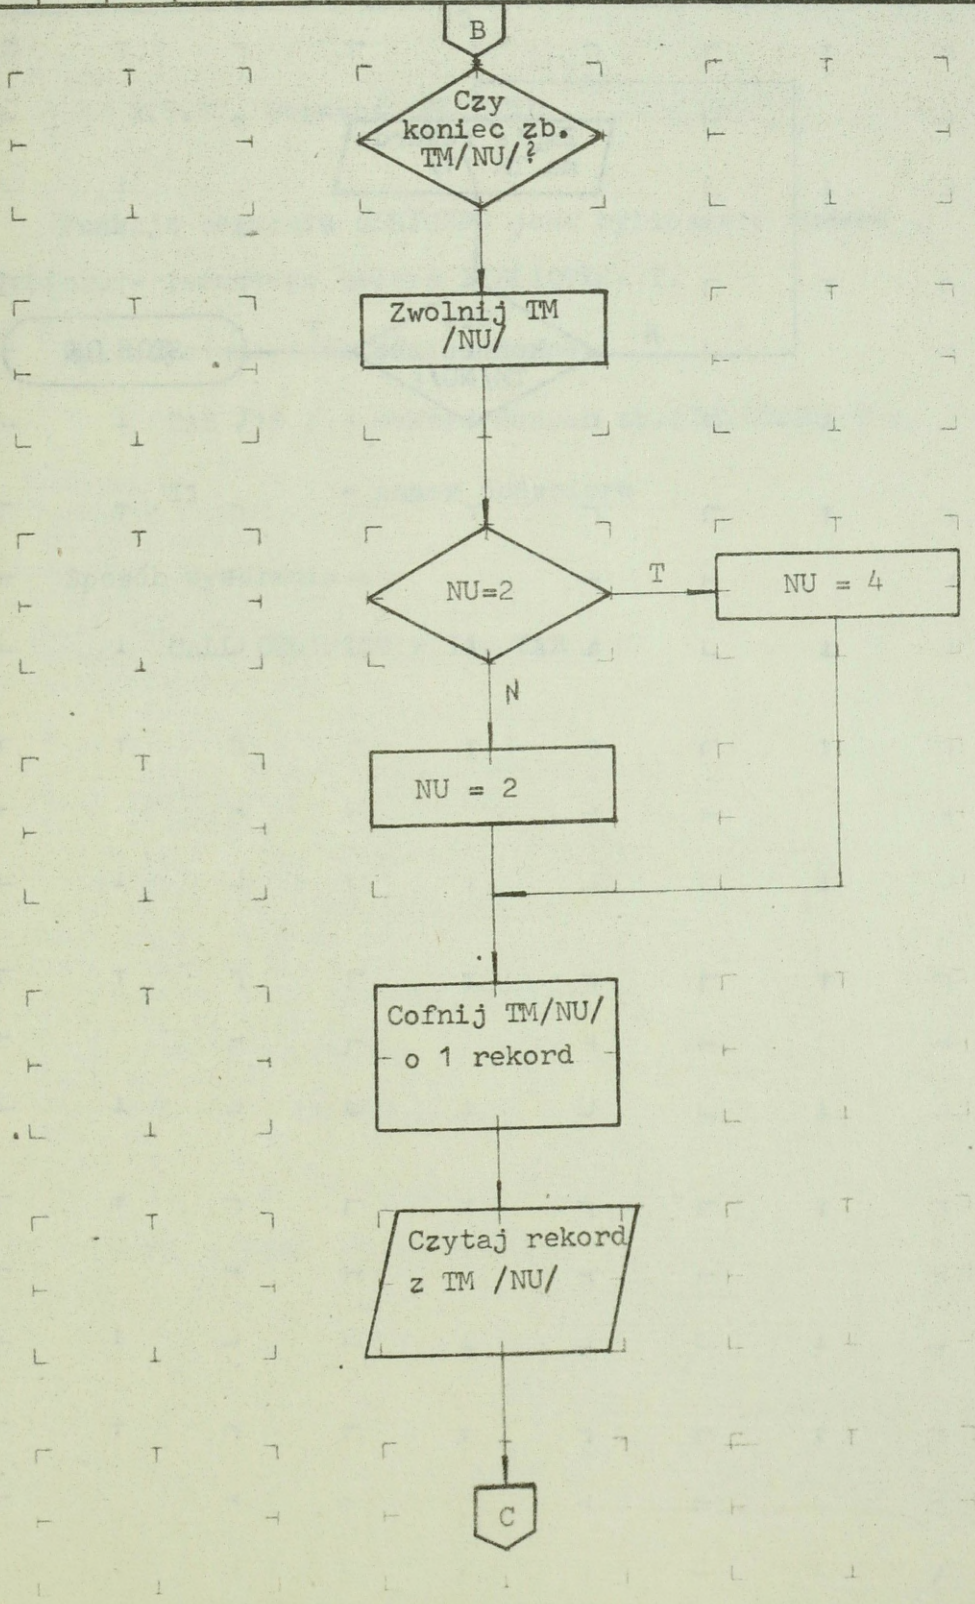 B
Czy
koniec zb.
TM/NU/?
Zwolnij TM
/NU/
NU=2
T
NU = 4
N
NU = 2
Cofnij TM/NU/
o 1 rekord
Czytaj rekord
z TM /NU/
C